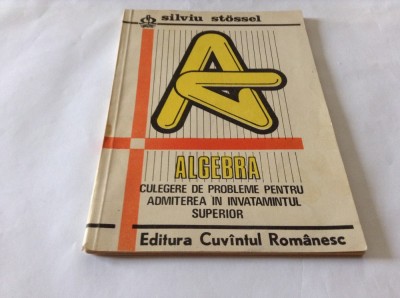 silviu stössel
ALGEBRA
CULEGERE DE PROBLEME PENTRU
ADMITEREA IN INVATAMINTUL
SUPERIOR
Editura Cuvîntul Românesc